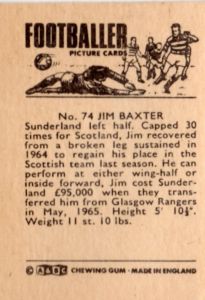 FOOTBALLER
PICTURE CARDS
No. 74 JIM BAXTER
Sunderland left half. Capped 30
times for Scotland, Jim recovered
from a broken leg sustained in
1964 to regain his place in the
Scottish team last season. He can
perform at either wing-half or
inside forward, Jim cost Sunder-
land £95,000 when they trans-
ferred him from Glasgow Rangers
in May, 1965. Height 5' 10½".
Weight 11 st. 10 lbs.
© A&BC CHEWING GUM · MADE IN ENGLAND